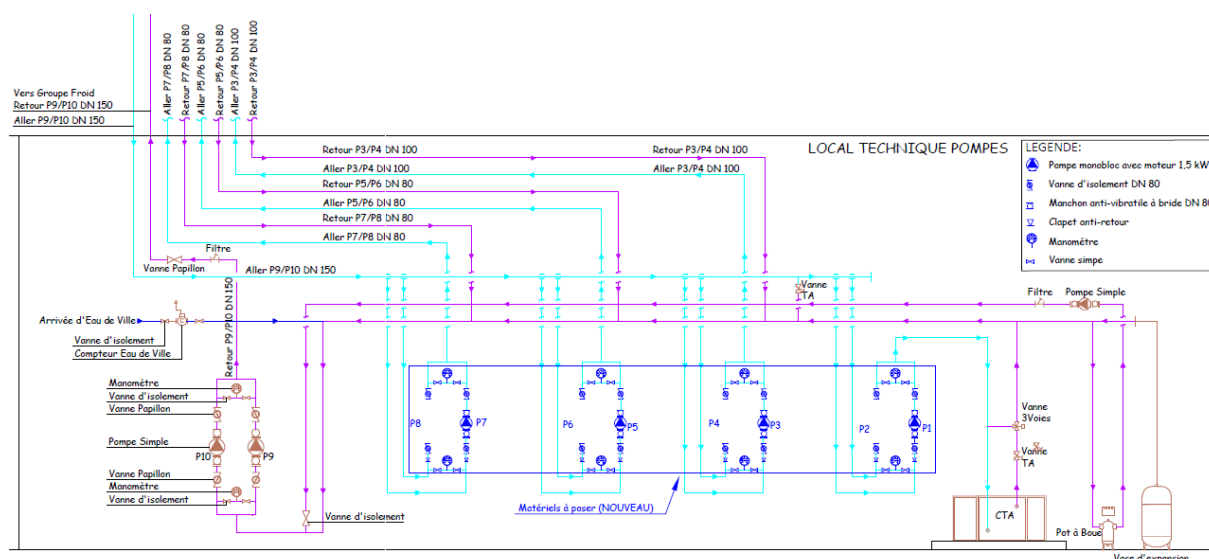 Aller P7/P8 DN 80
Retour P7/P8 DN 80
Aller P5/P6 DN 80
Retour P5/P6 DN 80
Aller P3/P4 DN 100
Retour P3/P4 DN 100
Vers Groupe Froid
Retour P9/P10 DN 150
Aller P9/P10 DN 150
LOCAL TECHNIQUE POMPES
LEGENDE:
Pompe monobloc avec moteur 1,5 kW
Vanne d'isolement DN 80
Manchon anti-vibratile à bride DN 80
Clapet anti-retour
Manomètre
Vanne simpe
Retour P3/P4 DN 100
Retour P3/P4 DN 100
Aller P3/P4 DN 100
Aller P3/P4 DN 100
Retour P5/P6 DN 80
Aller P5/P6 DN 80
Retour P7/P8 DN 80
Aller P7/P8 DN 80
Filtre
Vanne Papillon
Aller P9/P10 DN 150
Retour P9/P10 DN 150
Vanne
TA
Filtre
Pompe Simple
Arrivée d'Eau de Ville
Vanne d'isolement
Compteur Eau de Ville
Manomètre
Vanne d'isolement
Vanne Papillon
Pompe Simple
P10
P9
Vanne Papillon
Manomètre
Vanne d'isolement
Vanne d'isolement
P8
P7
P6
P5
P4
P3
P2
P1
Matériels à poser (NOUVEAU)
Vanne
3Voies
Vanne
TA
CTA
Pot à Boue
Vase d'expansion